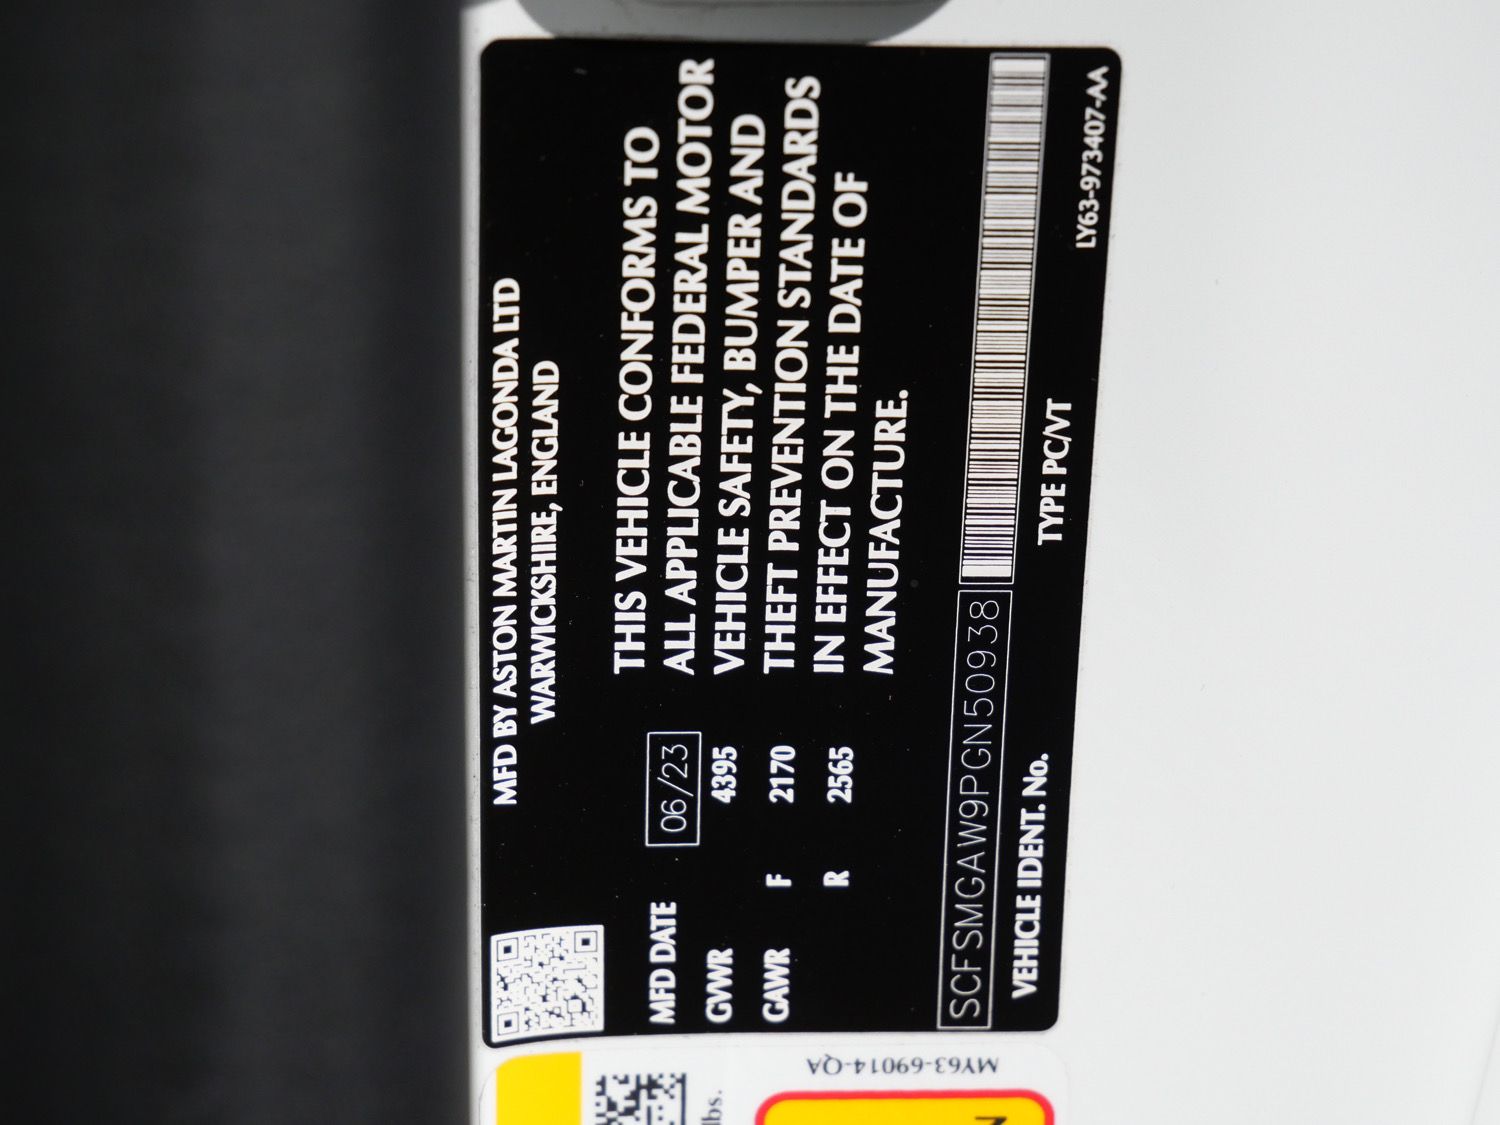 MFD BY ASTON MARTIN LAGONDA LTD
WARWICKSHIRE, ENGLAND
MFD DATE 06/23
GVWR 4395
GAWR F 2170
R 2565
THIS VEHICLE CONFORMS TO
ALL APPLICABLE FEDERAL MOTOR
VEHICLE SAFETY, BUMPER AND
THEFT PREVENTION STANDARDS
IN EFFECT ON THE DATE OF
MANUFACTURE.
SCFSMGAW9PGN50938
VEHICLE IDENT. No. TYPE PC/VT
LY63-973407-AA
MY63-69014-QA
lbs.